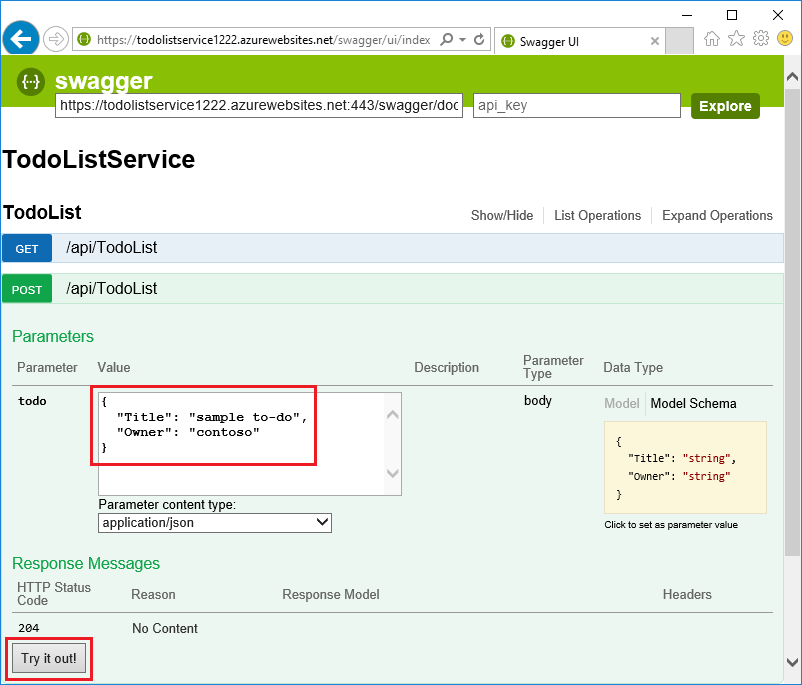 https://todolistservice1222.azurewebsites.net/swagger/ui/index
Swagger UI
{···} swagger
https://todolistservice1222.azurewebsites.net:443/swagger/doc
api_key
Explore
TodoListService
TodoList
Show/Hide
List Operations
Expand Operations
GET /api/TodoList
POST /api/TodoList
Parameters
Parameter Value Description Parameter Type Data Type
todo
{
"Title": "sample to-do",
"Owner": "contoso"
}
body
Model Model Schema
{
"Title": "string",
"Owner": "string"
}
Click to set as parameter value
Parameter content type:
application/json
Response Messages
HTTP Status Code Reason Response Model Headers
204 No Content
Try it out!